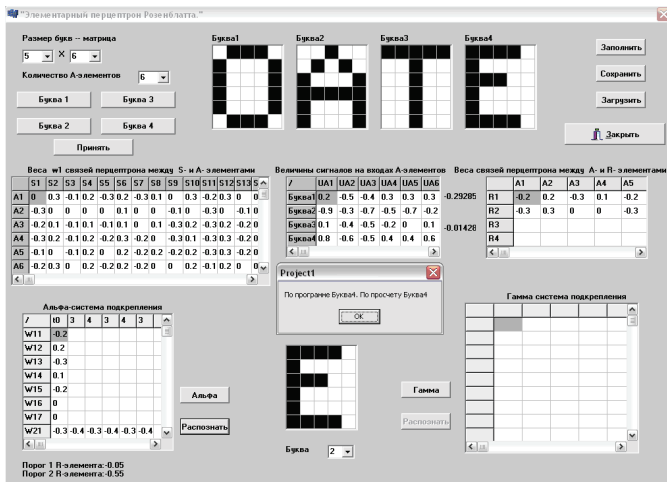 "Элементарный перцептрон Розенблатта."
Размер букв -- матрица
5 X 6
Количество А-элементов 6
Буква 1 Буква 3
Буква 2 Буква 4
Принять
Буква1 Буква2 Буква3 Буква4
Заполнить
Сохранить
Загрузить
Закрыть
Веса w1 связей перцептрона между S- и A- элементами
S1 S2 S3 S4 S5 S6 S7 S8 S9 S10 S11 S12 S13 S
A1 0 0.3 -0.1 0.2 -0.3 0.2 -0.3 0.1 0 0.3 -0.2 0.3 0 0
A2 -0.3 0 0 0 0 0.1 0 0 -0.1 0 -0.3 0 -0.1 0
A3 -0.2 0.1 -0.1 0.1 -0.1 0.1 0 0.1 -0.3 0.2 -0.3 0.2 -0.2 0
A4 -0.3 0.2 -0.1 0.2 -0.2 0.3 -0.2 0 -0.3 0.1 -0.3 0.1 -0.3 0
A5 -0.1 0 -0.1 0.2 -0.2 0.2 -0.2 0.2 -0.2 0.2 -0.2 0.2 -0.3 0
A6 -0.2 0.3 0 0.2 -0.2 0.2 -0.2 0 0 0.2 -0.1 0.2 0 0
Величины сигналов на входах А-элементов
/ UA1 UA2 UA3 UA4 UA5 UA6
Буква1 0.2 -0.5 -0.4 0.3 0.3 0.3
Буква2 -0.9 -0.3 -0.7 -0.5 -0.7 -0.2
Буква3 0.1 -0.4 -0.5 -0.2 0 0.1
Буква4 0.8 -0.6 -0.5 0.4 0.4 0.6
-0.29285
-0.01428
Веса связей перцептрона между A- и R- элементами
A1 A2 A3 A4 A5
R1 -0.2 0.2 -0.3 0.1 -0.2
R2 -0.3 0.3 0 0 -0.3
R3
R4
Project1
По программе Буква4. По просчету Буква4
OK
Альфа-система подкрепления
/ t0 3 4 3 4 3
W11 -0.2
W12 0.2
W13 -0.3
W14 0.1
W15 -0.2
W16 0
W17 0
W21 -0.3 -0.4 -0.3 -0.4 -0.3 -0.4
Альфа
Распознать
Буква 2
Гамма
Распознать
Гамма система подкрепления
Порог 1 R-элемента:-0.05
Порог 2 R-элемента:-0.55